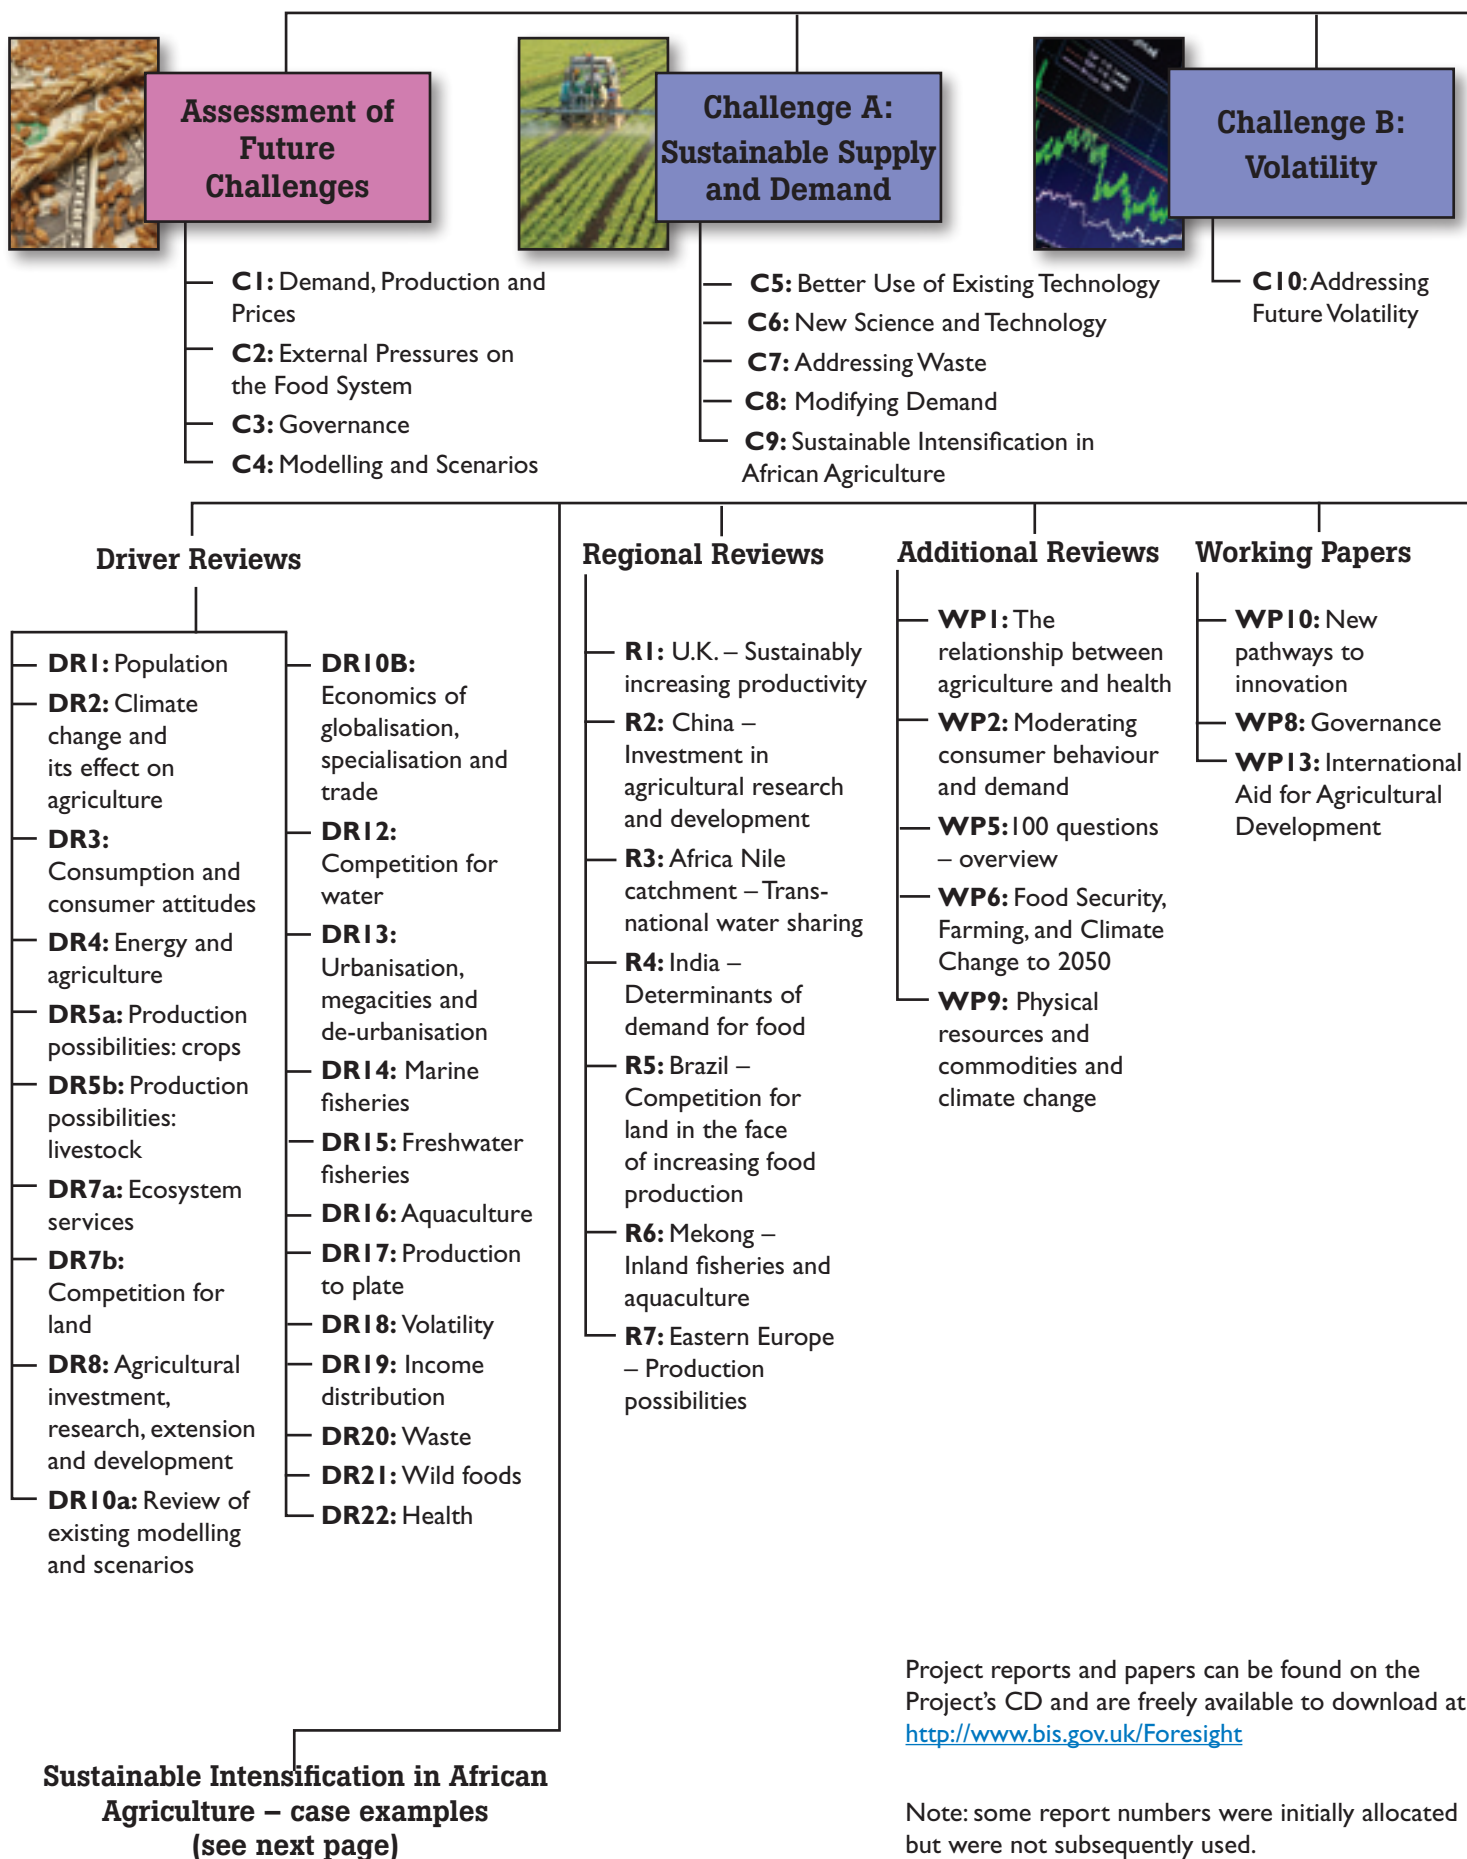 Assessment of
Future
Challenges
Challenge A:
Sustainable Supply
and Demand
Challenge B:
Volatility
C1: Demand, Production and
Prices
C2: External Pressures on
the Food System
C3: Governance
C4: Modelling and Scenarios
C5: Better Use of Existing Technology
C6: New Science and Technology
C7: Addressing Waste
C8: Modifying Demand
C9: Sustainable Intensification in
African Agriculture
C10: Addressing
Future Volatility
Driver Reviews
DR1: Population
DR2: Climate
change and
its effect on
agriculture
DR3:
Consumption and
consumer attitudes
DR4: Energy and
agriculture
DR5a: Production
possibilities: crops
DR5b: Production
possibilities:
livestock
DR7a: Ecosystem
services
DR7b:
Competition for
land
DR8: Agricultural
investment,
research, extension
and development
DR10a: Review of
existing modelling
and scenarios
DR10B:
Economics of
globalisation,
specialisation and
trade
DR12:
Competition for
water
DR13:
Urbanisation,
megacities and
de-urbanisation
DR14: Marine
fisheries
DR15: Freshwater
fisheries
DR16: Aquaculture
DR17: Production
to plate
DR18: Volatility
DR19: Income
distribution
DR20: Waste
DR21: Wild foods
DR22: Health
Regional Reviews
R1: U.K. – Sustainably
increasing productivity
R2: China –
Investment in
agricultural research
and development
R3: Africa Nile
catchment – Trans-
national water sharing
R4: India –
Determinants of
demand for food
R5: Brazil –
Competition for
land in the face
of increasing food
production
R6: Mekong –
Inland fisheries and
aquaculture
R7: Eastern Europe
– Production
possibilities
Additional Reviews
WP1: The
relationship between
agriculture and health
WP2: Moderating
consumer behaviour
and demand
WP5: 100 questions
– overview
WP6: Food Security,
Farming, and Climate
Change to 2050
WP9: Physical
resources and
commodities and
climate change
Working Papers
WP10: New
pathways to
innovation
WP8: Governance
WP13: International
Aid for Agricultural
Development
Sustainable Intensification in African
Agriculture – case examples
(see next page)
Project reports and papers can be found on the
Project's CD and are freely available to download at
http://www.bis.gov.uk/Foresight
Note: some report numbers were initially allocated
but were not subsequently used.